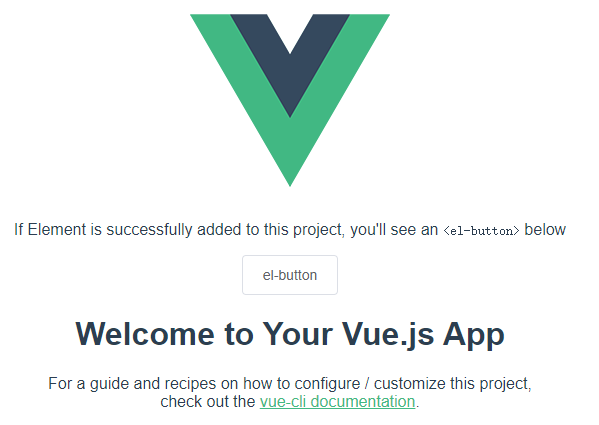 If Element is successfully added to this project, you'll see an <el-button> below
el-button
Welcome to Your Vue.js App
For a guide and recipes on how to configure / customize this project,
check out the vue-cli documentation.